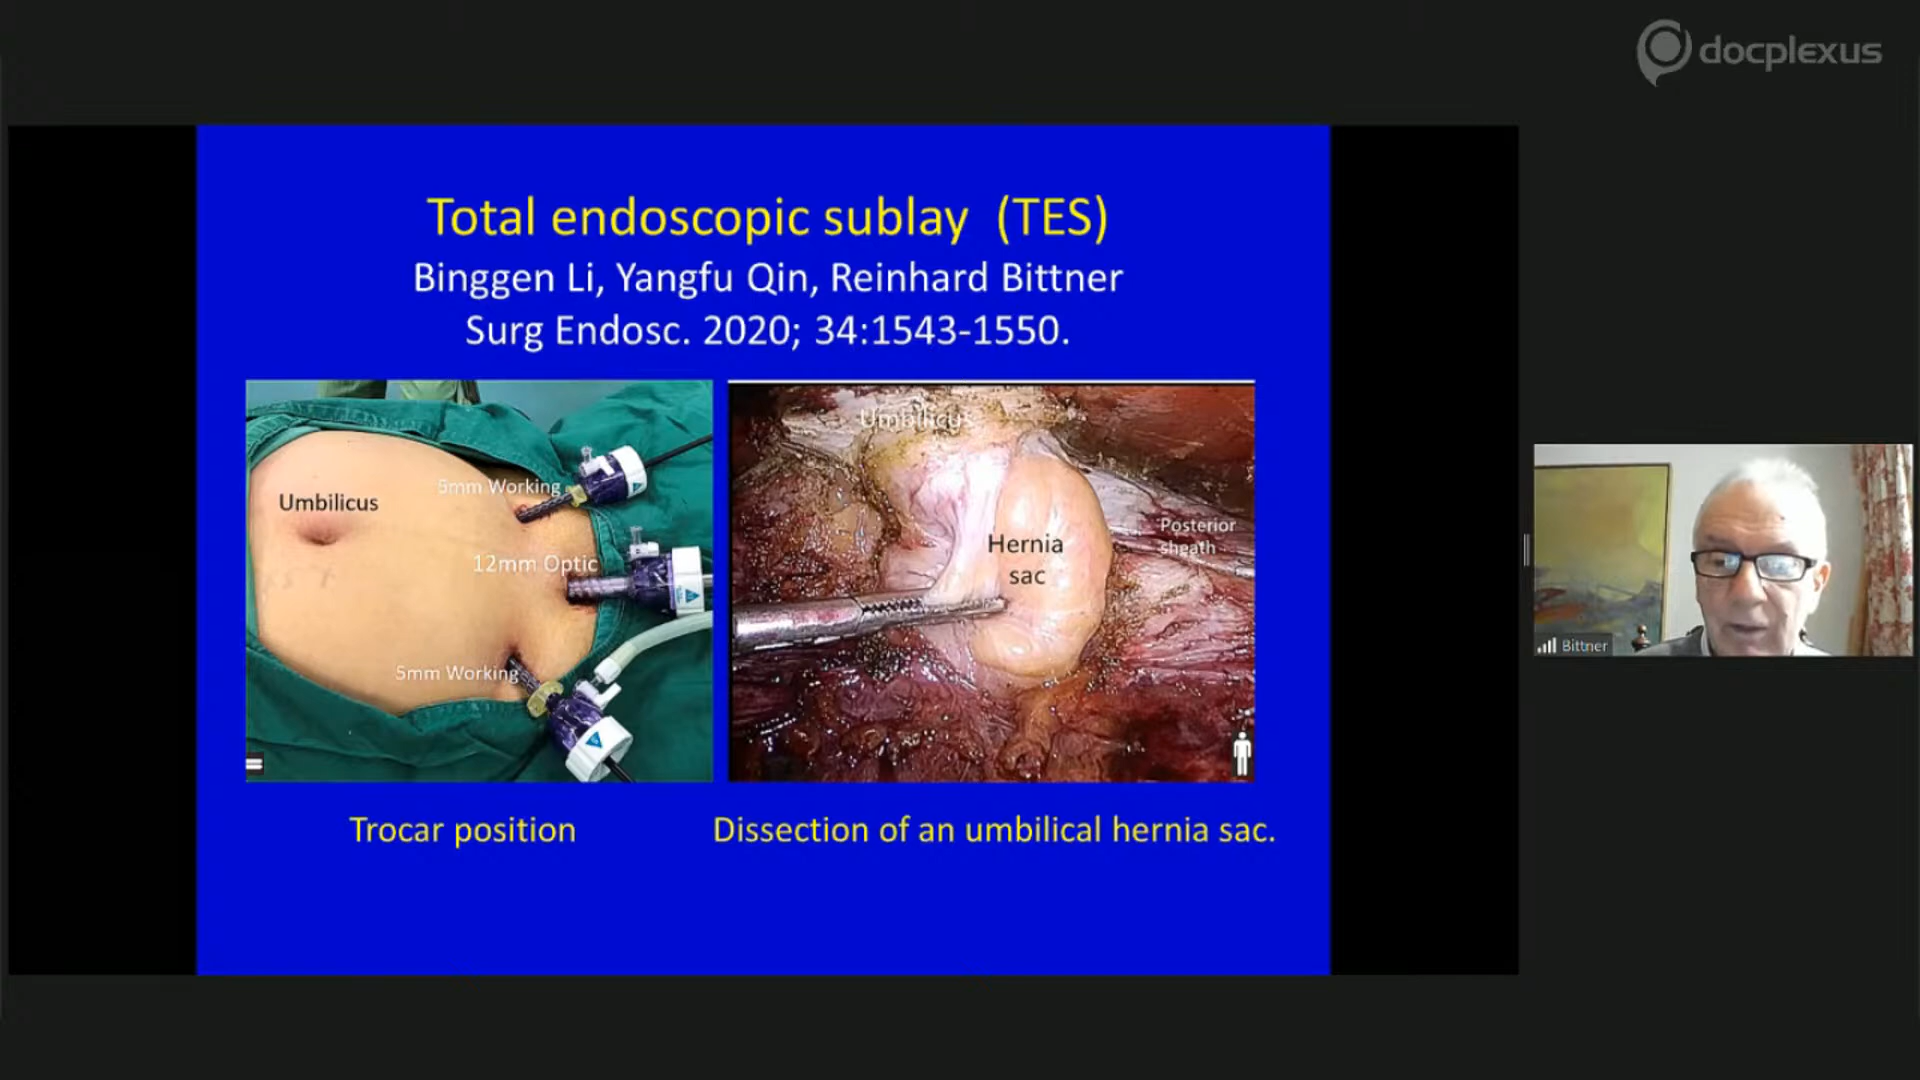 docplexus
Total endoscopic sublay (TES)
Binggen Li, Yangfu Qin, Reinhard Bittner
Surg Endosc. 2020; 34:1543-1550.
Umbilicus
5mm Working
12mm Optic
5mm Working
Umbilicus
Hernia
sac
Posterior
sheath
Trocar position
Dissection of an umbilical hernia sac.
Bittner